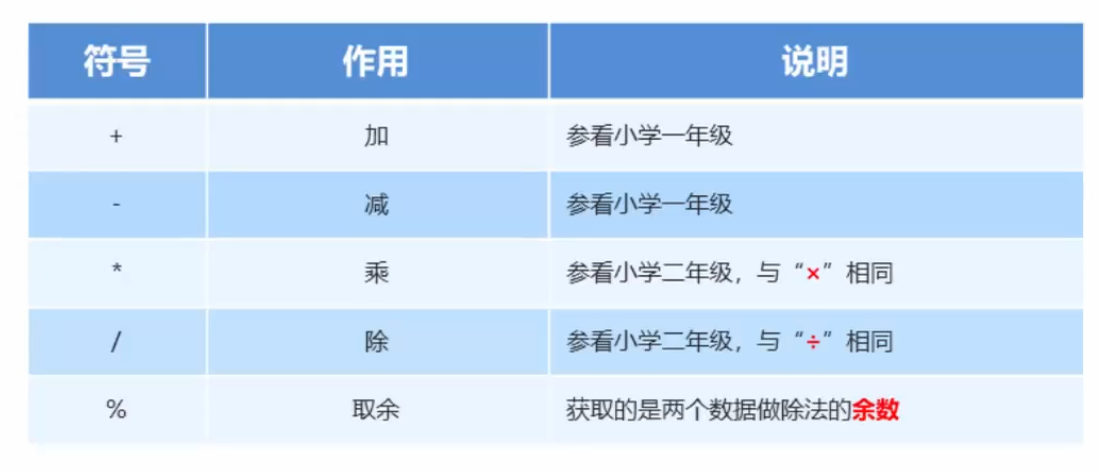 符号 作用 说明
+ 加 参看小学一年级
- 减 参看小学一年级
* 乘 参看小学二年级，与“×”相同
/ 除 参看小学二年级，与“÷”相同
% 取余 获取的是两个数据做除法的余数